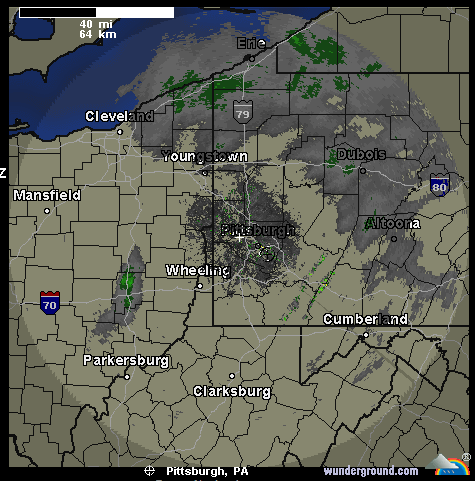 40 mi
64 km
Erie
79
Cleveland
Youngstown
Dubois
Z
80
Mansfield
Altoona
Pittsburgh
Wheeling
70
Cumberland
Parkersburg
Clarksburg
Pittsburgh, PA
wunderground.com ®